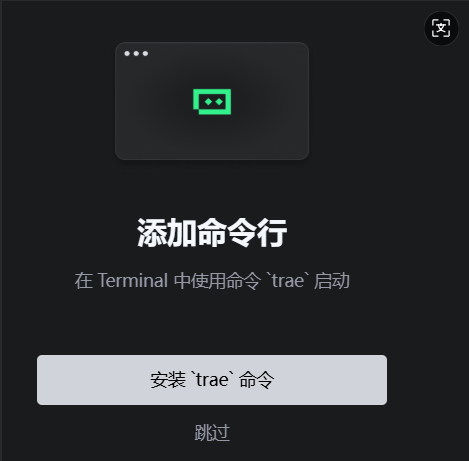 添加命令行
在 Terminal 中使用命令 `trae` 启动
安装 `trae` 命令
跳过